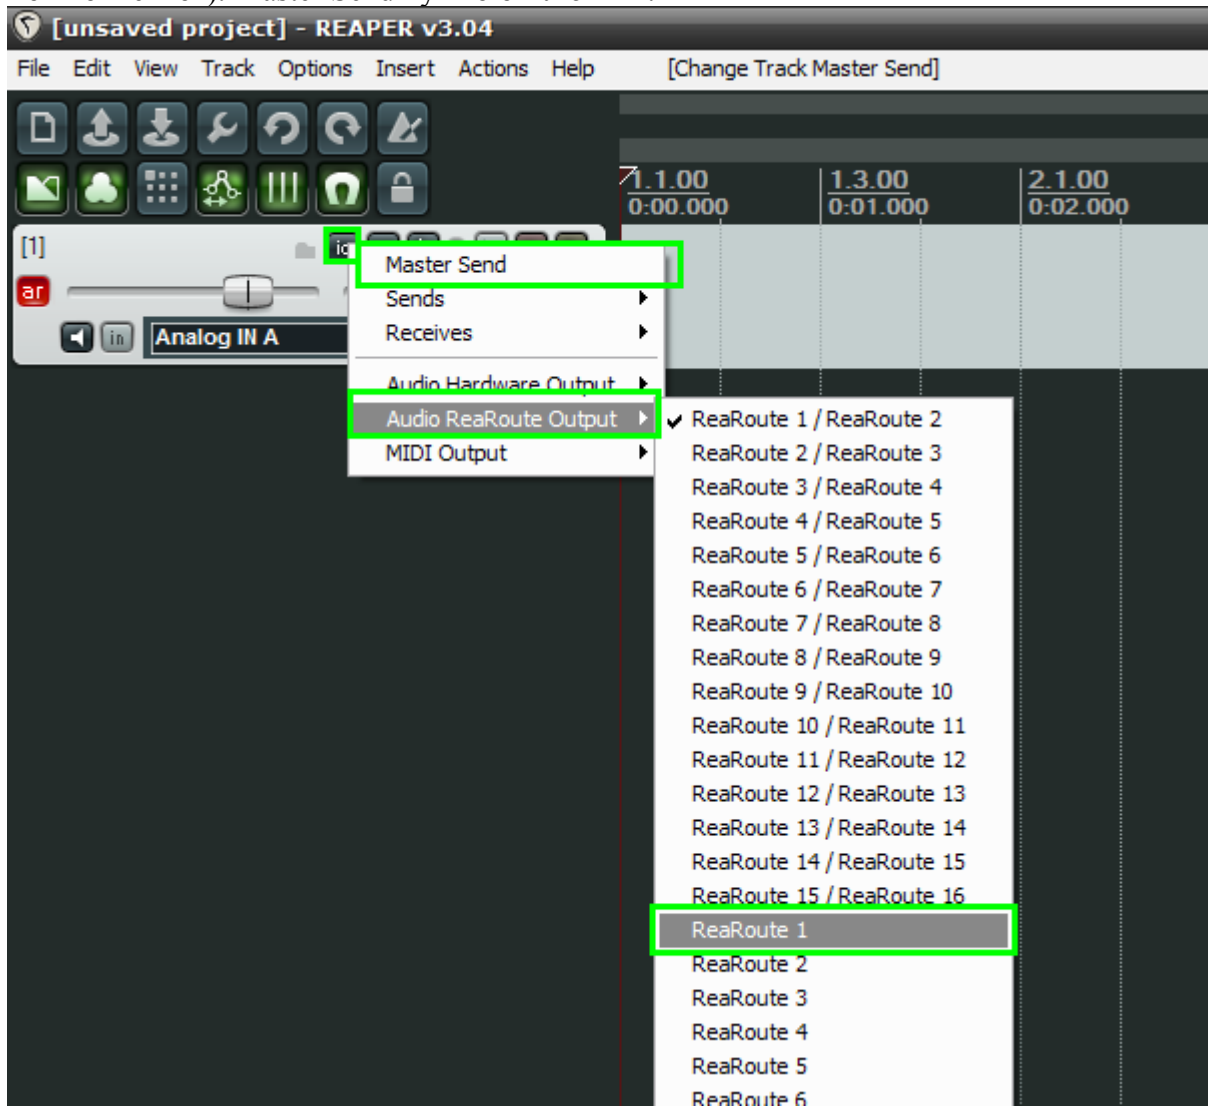 [unsaved project] - REAPER v3.04
File Edit View Track Options Insert Actions Help [Change Track Master Send]
1.1.00 1.3.00 2.1.00
0:00.000 0:01.000 0:02.000
[1] io
Master Send
ar
Sends
in Analog IN A
Receives
Audio Hardware Output
Audio ReaRoute Output
MIDI Output
ReaRoute 1 / ReaRoute 2
ReaRoute 2 / ReaRoute 3
ReaRoute 3 / ReaRoute 4
ReaRoute 4 / ReaRoute 5
ReaRoute 5 / ReaRoute 6
ReaRoute 6 / ReaRoute 7
ReaRoute 7 / ReaRoute 8
ReaRoute 8 / ReaRoute 9
ReaRoute 9 / ReaRoute 10
ReaRoute 10 / ReaRoute 11
ReaRoute 11 / ReaRoute 12
ReaRoute 12 / ReaRoute 13
ReaRoute 13 / ReaRoute 14
ReaRoute 14 / ReaRoute 15
ReaRoute 15 / ReaRoute 16
ReaRoute 1
ReaRoute 2
ReaRoute 3
ReaRoute 4
ReaRoute 5
ReaRoute 6